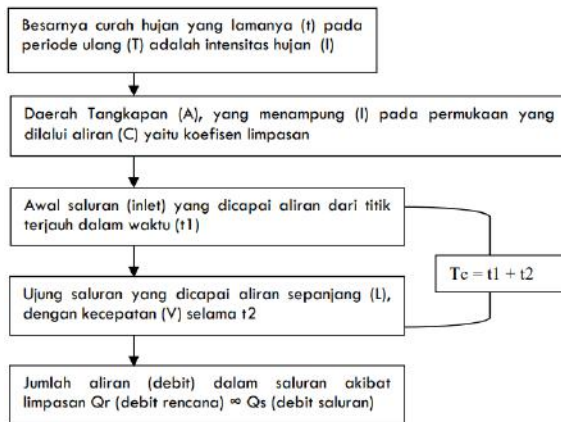 Besarnya curah hujan yang lamanya (t) pada
periode ulang (T) adalah intensitas hujan (I)
Daerah Tangkapan (A), yang menampung (I) pada permukaan yang
dilalui aliran (C) yaitu koefisen limpasan
Awal saluran (inlet) yang dicapai aliran dari titik
terjauh dalam waktu (t1)
Tc = t1 + t2
Ujung saluran yang dicapai aliran sepanjang (L),
dengan kecepatan (V) selama t2
Jumlah aliran (debit) dalam saluran akibat
limpasan Qr (debit rencana) ∞ Qs (debit saluran)